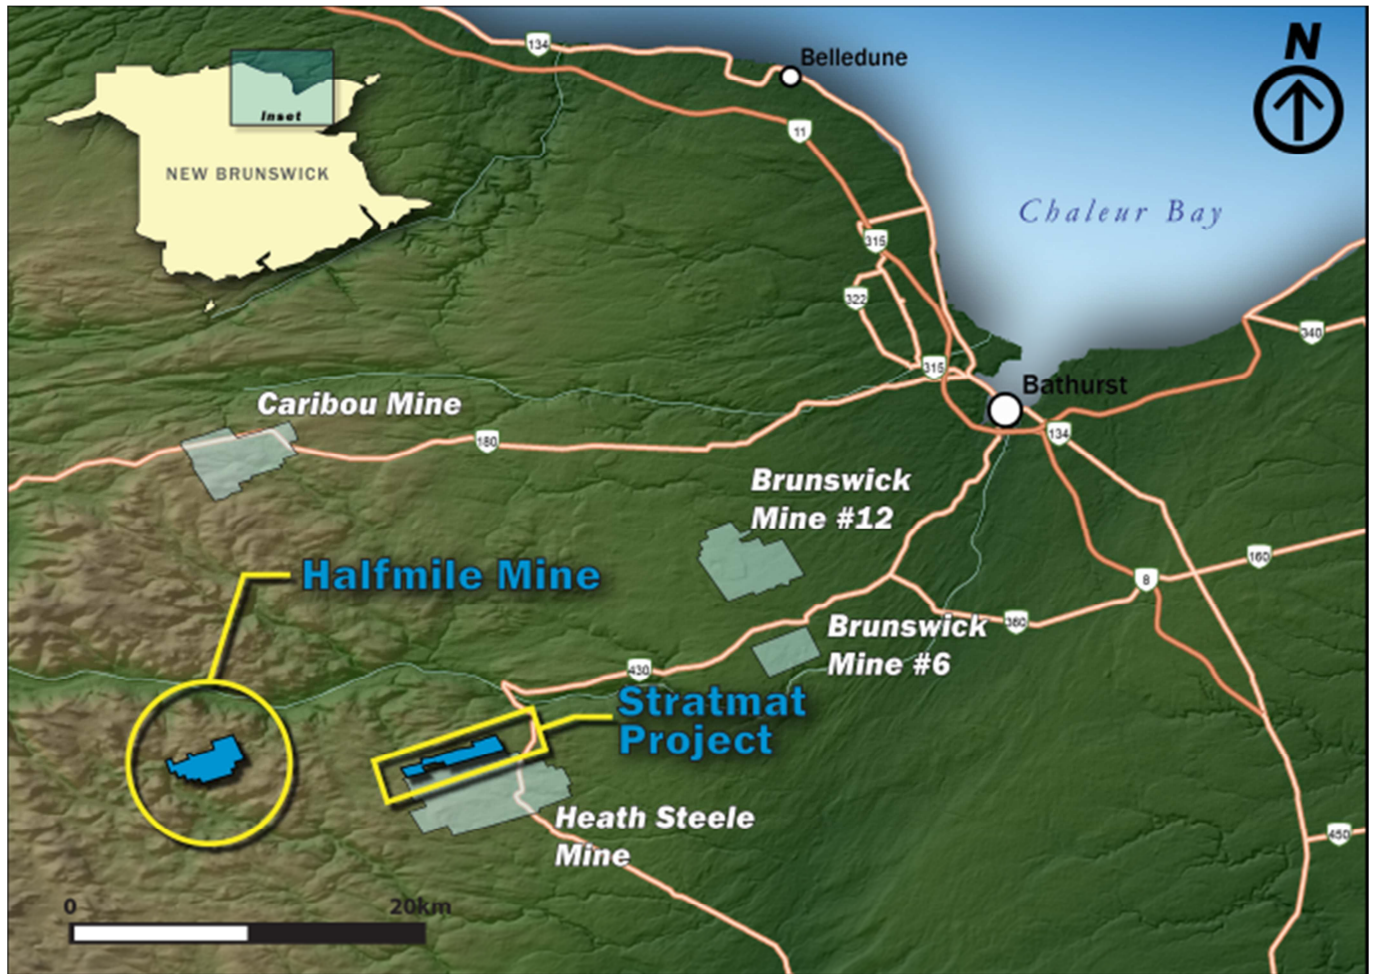 134
Belledune
N
Inset
11
NEW BRUNSWICK
Chaleur Bay
315
322
340
315
Bathurst
Caribou Mine
134
180
Brunswick
Mine #12
160
Halfmile Mine
8
360
Brunswick
Mine #6
430
Stratmat
Project
Heath Steele
Mine
450
0 20km